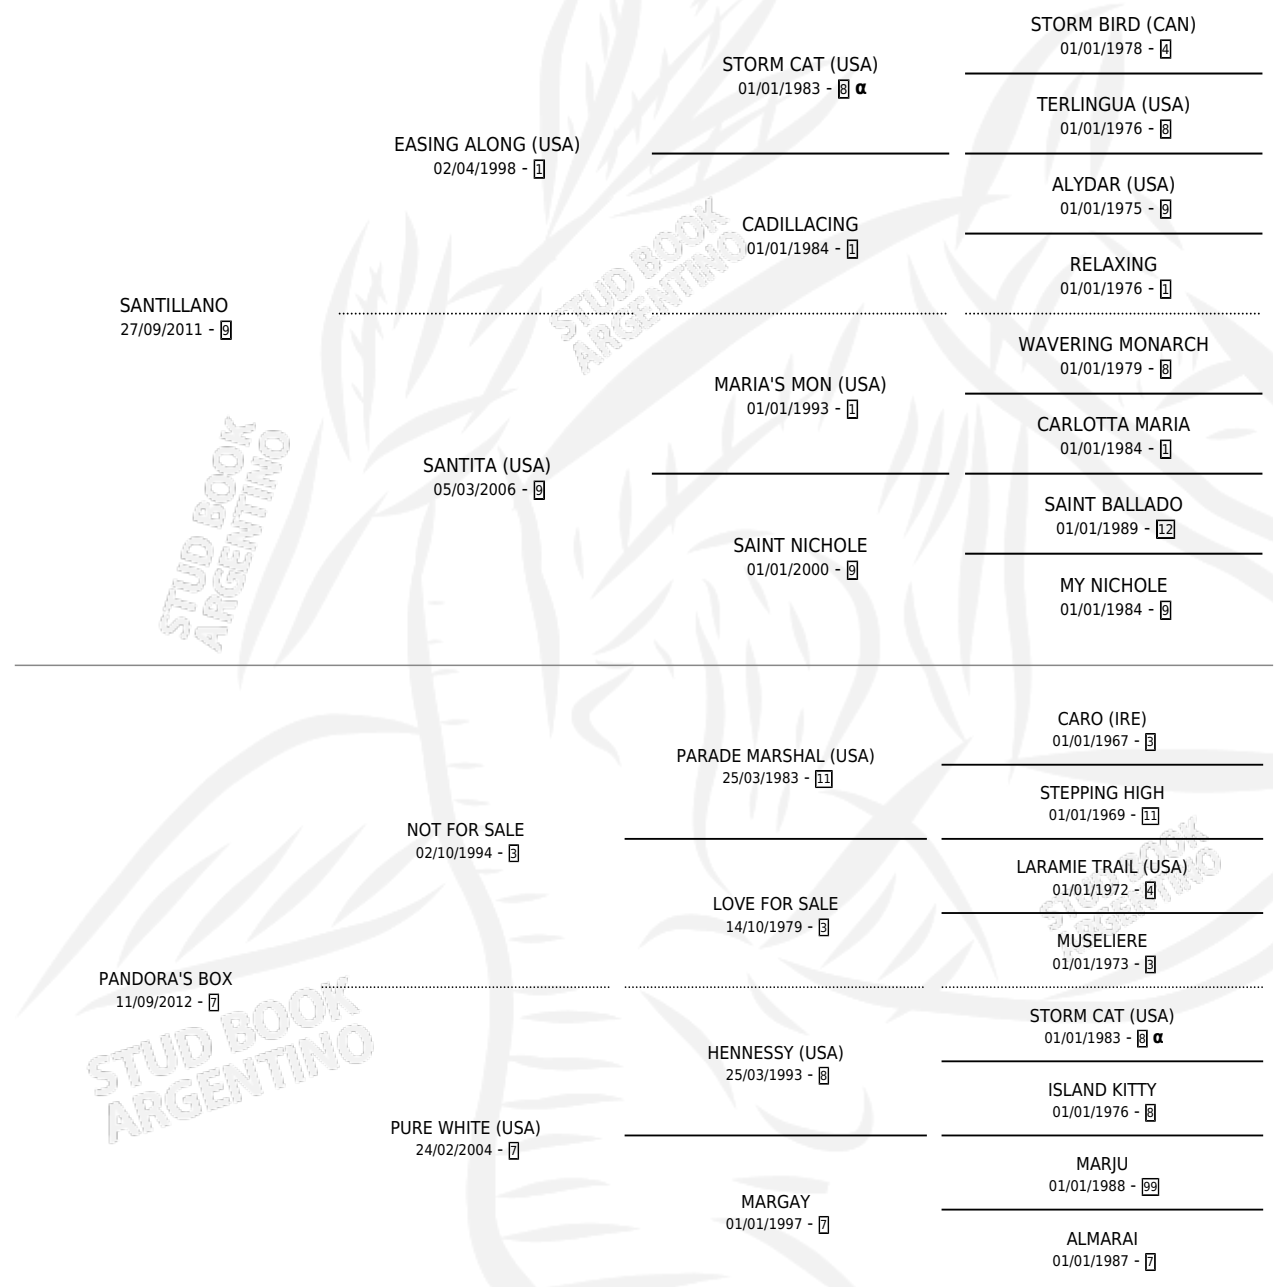 STORM BIRD (CAN)
01/01/1978 - 4
STORM CAT (USA)
01/01/1983 - 8 α
TERLINGUA (USA)
01/01/1976 - 8
EASING ALONG (USA)
02/04/1998 - 1
ALYDAR (USA)
01/01/1975 - 9
CADILLACING
01/01/1984 - 1
RELAXING
01/01/1976 - 1
STUD BOOK
ARGENTINO
SANTILLANO
27/09/2011 - 9
WAVERING MONARCH
01/01/1979 - 8
MARIA'S MON (USA)
01/01/1993 - 1
CARLOTTA MARIA
01/01/1984 - 1
SANTITA (USA)
05/03/2006 - 9
SAINT BALLADO
01/01/1989 - 12
SAINT NICHOLE
01/01/2000 - 9
MY NICHOLE
01/01/1984 - 9
STUD BOOK
ARGENTINO
CARO (IRE)
01/01/1967 - 3
PARADE MARSHAL (USA)
25/03/1983 - 11
STEPPING HIGH
01/01/1969 - 11
NOT FOR SALE
02/10/1994 - 3
LARAMIE TRAIL (USA)
01/01/1972 - 4
LOVE FOR SALE
14/10/1979 - 3
MUSELIERE
01/01/1973 - 3
STUD BOOK
ARGENTINO
PANDORA'S BOX
11/09/2012 - 7
STORM CAT (USA)
01/01/1983 - 8 α
HENNESSY (USA)
25/03/1993 - 8
ISLAND KITTY
01/01/1976 - 8
PURE WHITE (USA)
24/02/2004 - 7
MARJU
01/01/1988 - 99
MARGAY
01/01/1997 - 7
ALMARAI
01/01/1987 - 7
STUD BOOK
ARGENTINO